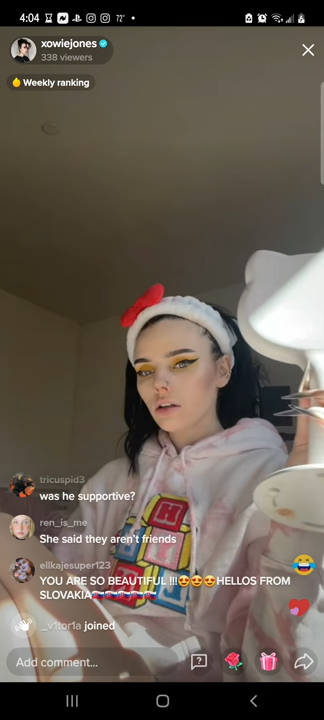 4:04
72°
xowiejones
338 viewers
Weekly ranking
tricuspid3
was he supportive?
ren_is_me
She said they aren't friends
ellkajesuper123
YOU ARE SO BEAUTIFUL !!!😍😍😍HELLOS FROM
SLOVAKIA🇸🇰🇸🇰🇸🇰🇸🇰🇸🇰
_v1tor1a joined
Add comment...